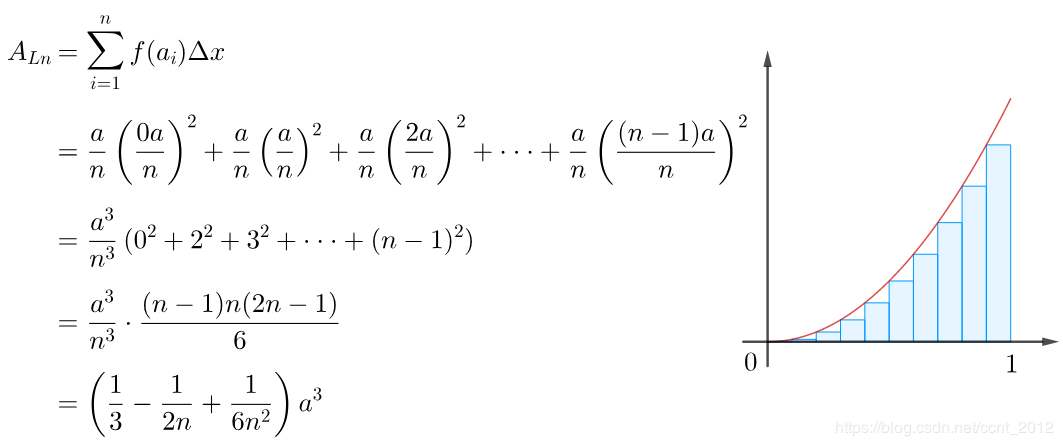 A_{Ln} = \sum_{i=1}^{n} f(a_i)\Delta x
= \frac{a}{n}\left(\frac{0a}{n}\right)^2 + \frac{a}{n}\left(\frac{a}{n}\right)^2 + \frac{a}{n}\left(\frac{2a}{n}\right)^2 + \cdots + \frac{a}{n}\left(\frac{(n-1)a}{n}\right)^2
= \frac{a^3}{n^3}(0^2 + 2^2 + 3^2 + \cdots + (n-1)^2)
= \frac{a^3}{n^3} \cdot \frac{(n-1)n(2n-1)}{6}
= \left(\frac{1}{3} - \frac{1}{2n} + \frac{1}{6n^2}\right)a^3
0 1
https://blog.csdn.net/ccnt_2012